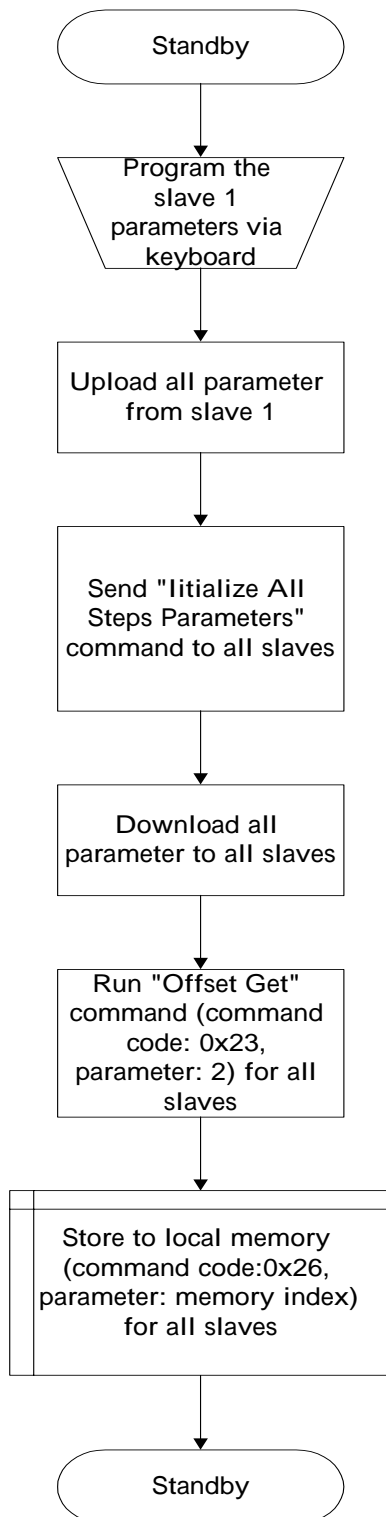 Standby
Program the
slave 1
parameters via
keyboard
Upload all parameter
from slave 1
Send "Iitialize All
Steps Parameters"
command to all slaves
Download all
parameter to all slaves
Run "Offset Get"
command (command
code: 0x23,
parameter: 2) for all
slaves
Store to local memory
(command code:0x26,
parameter: memory index)
for all slaves
Standby